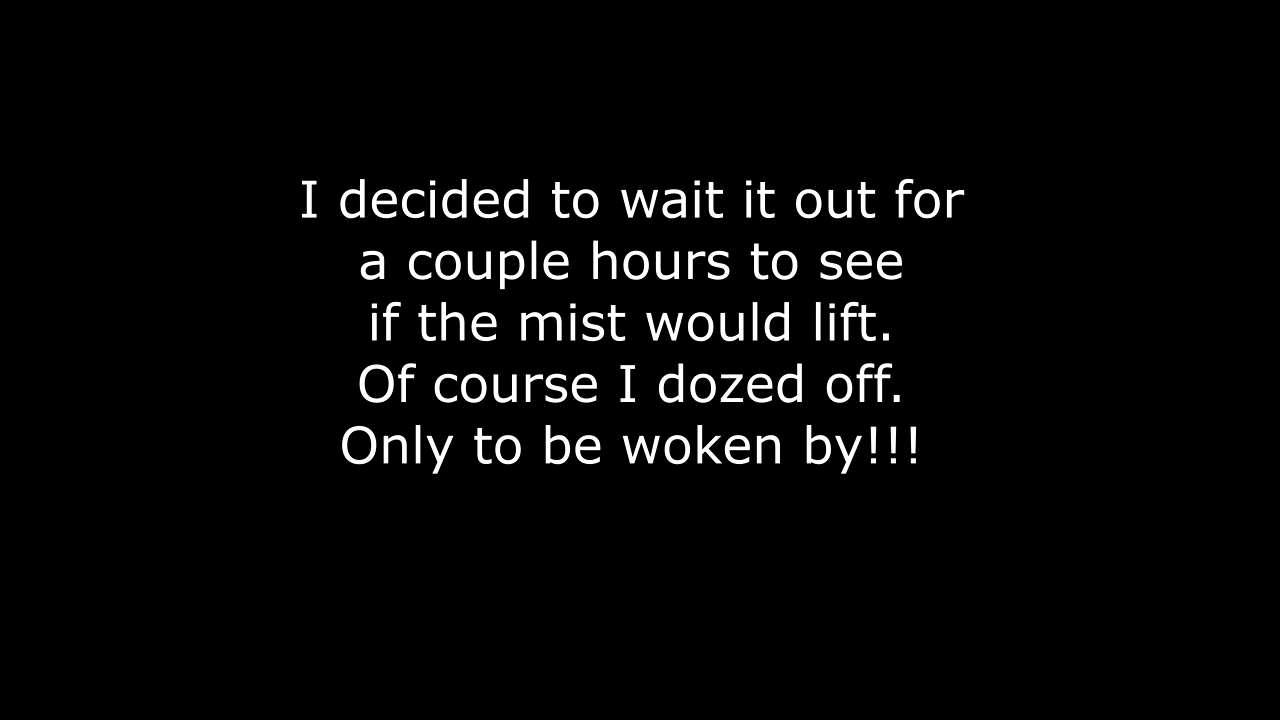 I decided to wait it out for
a couple hours to see
if the mist would lift.
Of course I dozed off.
Only to be woken by!!!